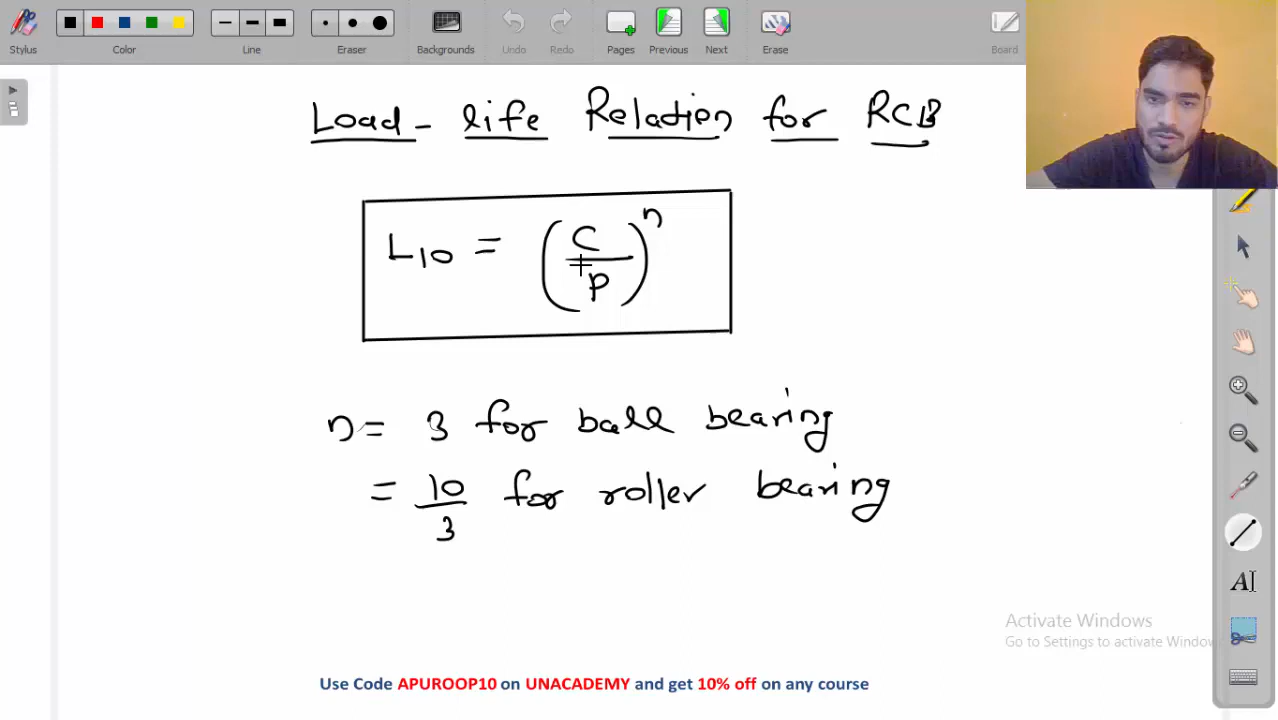 Stylus
Color
Line
Eraser
Backgrounds
Undo
Redo
Pages
Previous
Next
Erase
Board
Load - life Relation for RCB
L10 = (C/P)^n
n = 3 for ball bearing
= 10/3 for roller bearing
AI
Activate Windows
Go to Settings to activate Window
Use Code APUROOP10 on UNACADEMY and get 10% off on any course